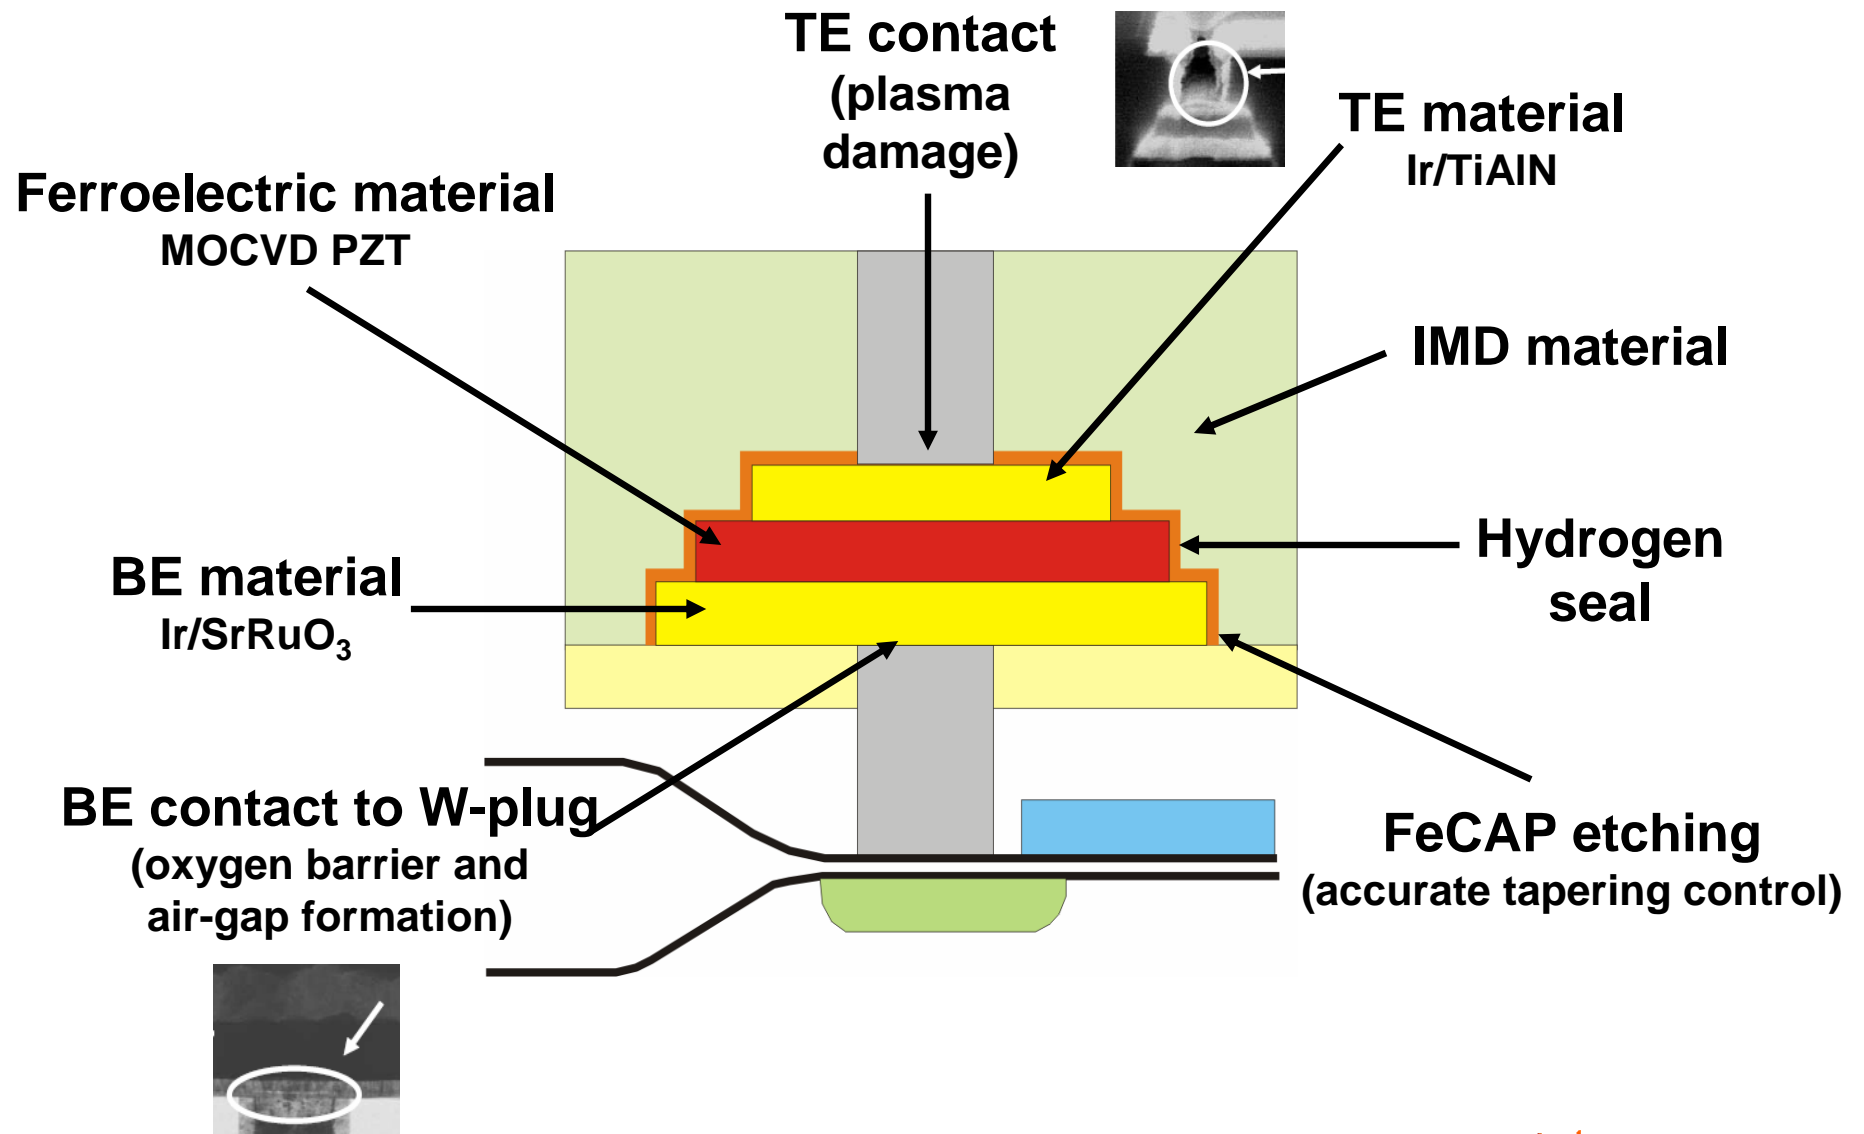 TE contact
(plasma
damage)
TE material
Ir/TiAlN
Ferroelectric material
MOCVD PZT
IMD material
Hydrogen
seal
BE material
Ir/SrRuO₃
BE contact to W-plug
(oxygen barrier and
air-gap formation)
FeCAP etching
(accurate tapering control)